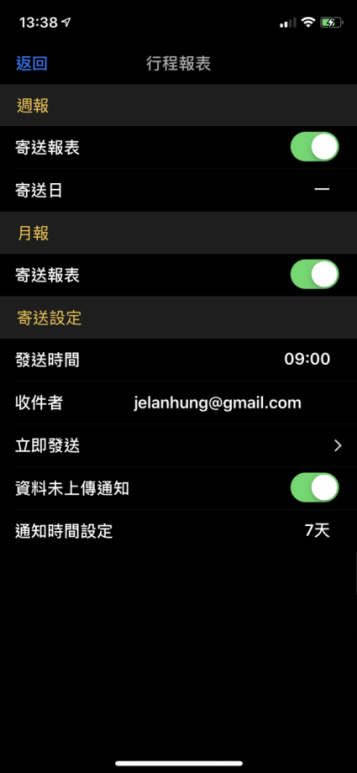 13:38
返回
行程報表
週報
寄送報表
寄送日 一
月報
寄送報表
寄送設定
發送時間 09:00
收件者 jelanhung@gmail.com
立即發送
資料未上傳通知
通知時間設定 7天